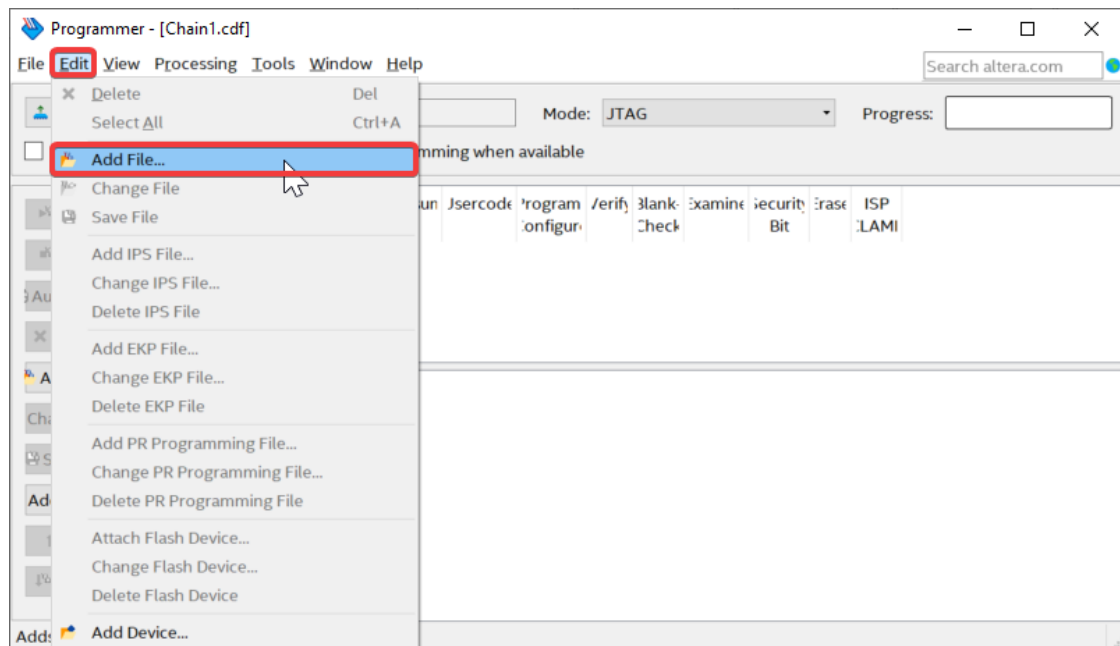 Programmer - [Chain1.cdf]
File Edit View Processing Tools Window Help
Search altera.com
Delete Del
Select All Ctrl+A
Mode: JTAG
Progress:
mming when available
Add File...
Change File
Save File
Usercode Program Verify Blank- Examine Security Erase ISP
Configure Check Bit CLAMP
Add IPS File...
Change IPS File...
Delete IPS File
Add EKP File...
Change EKP File...
Delete EKP File
Add PR Programming File...
Change PR Programming File...
Delete PR Programming File
Attach Flash Device...
Change Flash Device...
Delete Flash Device
Add Device...